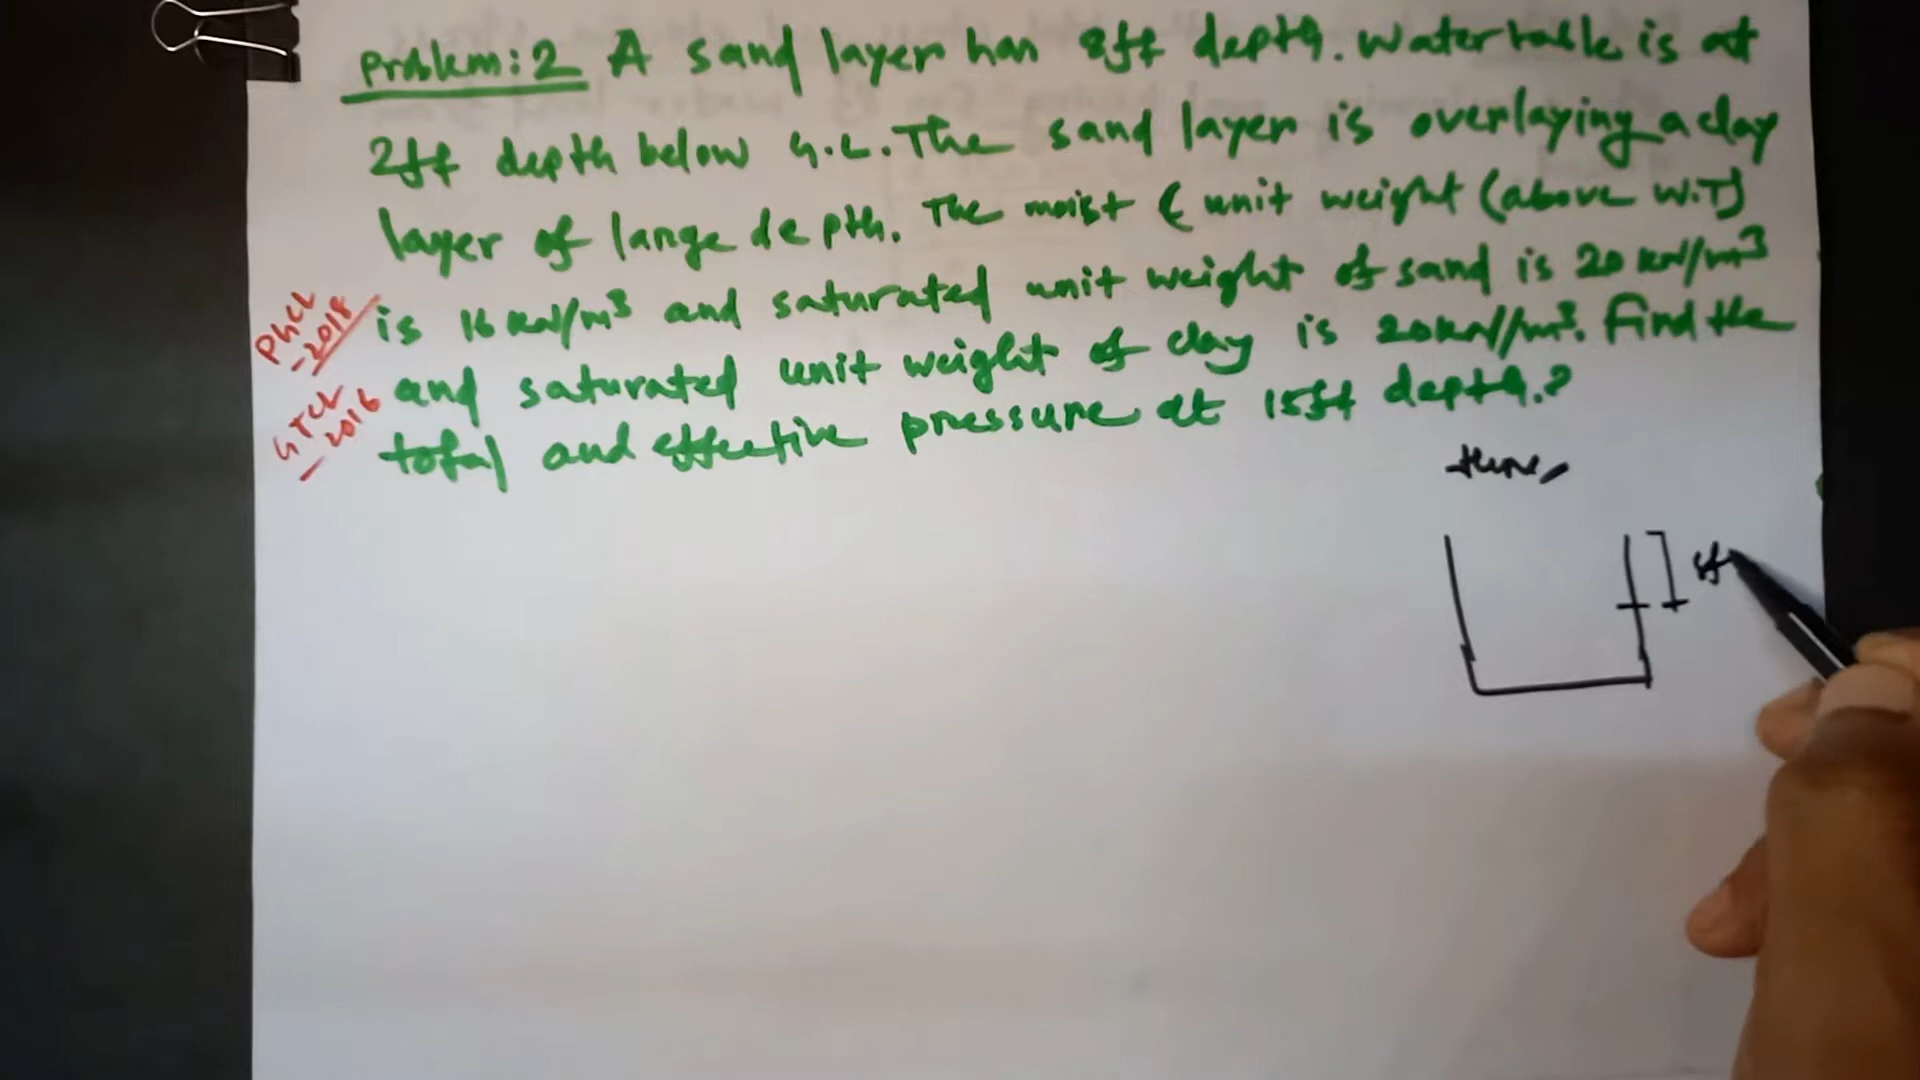 Problem: 2 A sand layer has 8ft depth. Water table is at
2ft depth below G.L. The sand layer is overlaying a clay
layer of large depth. The moist & unit weight (above W.T)
is 16 kN/m³ and saturated unit weight of sand is 20 kN/m³
and saturated unit weight of clay is 20 kN/m³. Find the
total and effective pressure at 15ft depth.?
PGCL
-2018
GTCL
-2016
Here,